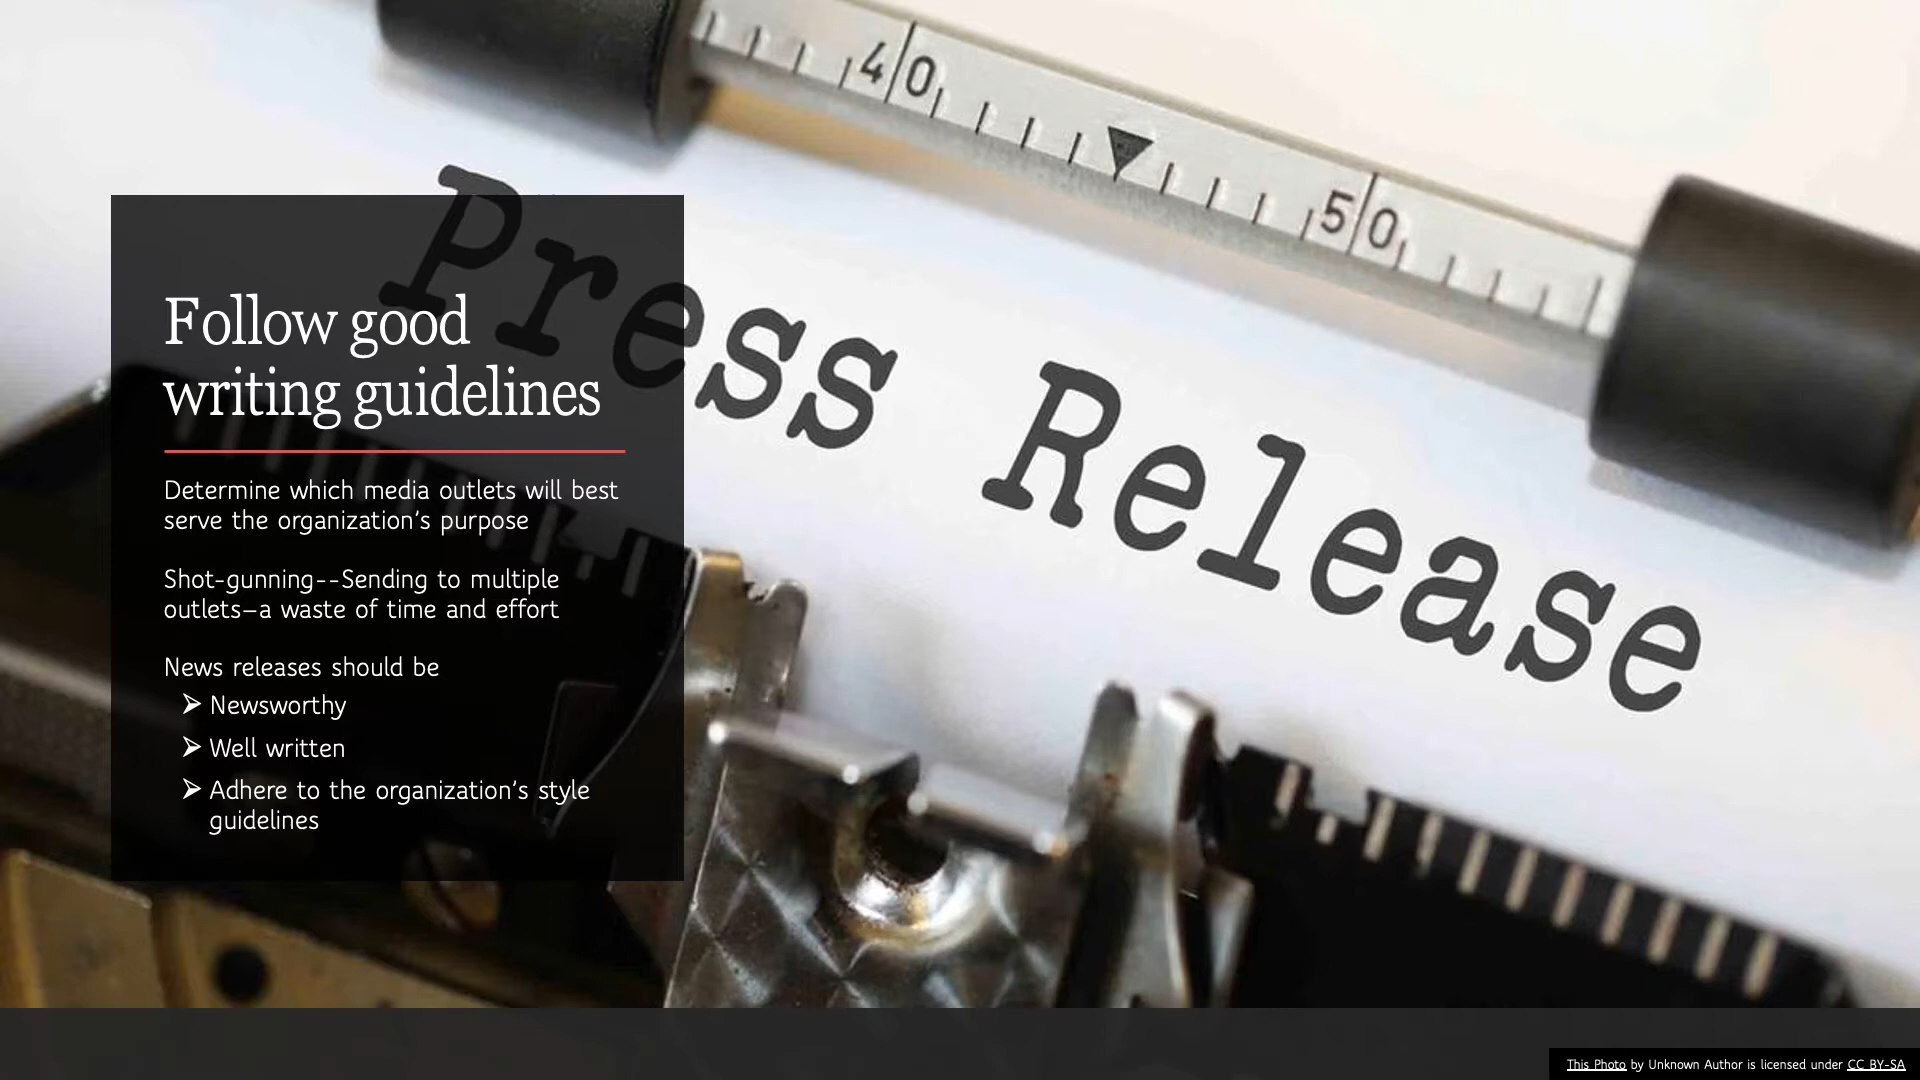 40
50
Press Release
Follow good
writing guidelines
Determine which media outlets will best
serve the organization's purpose
Shot-gunning--Sending to multiple
outlets–a waste of time and effort
News releases should be
➢ Newsworthy
➢ Well written
➢ Adhere to the organization's style
guidelines
This Photo by Unknown Author is licensed under CC BY-SA